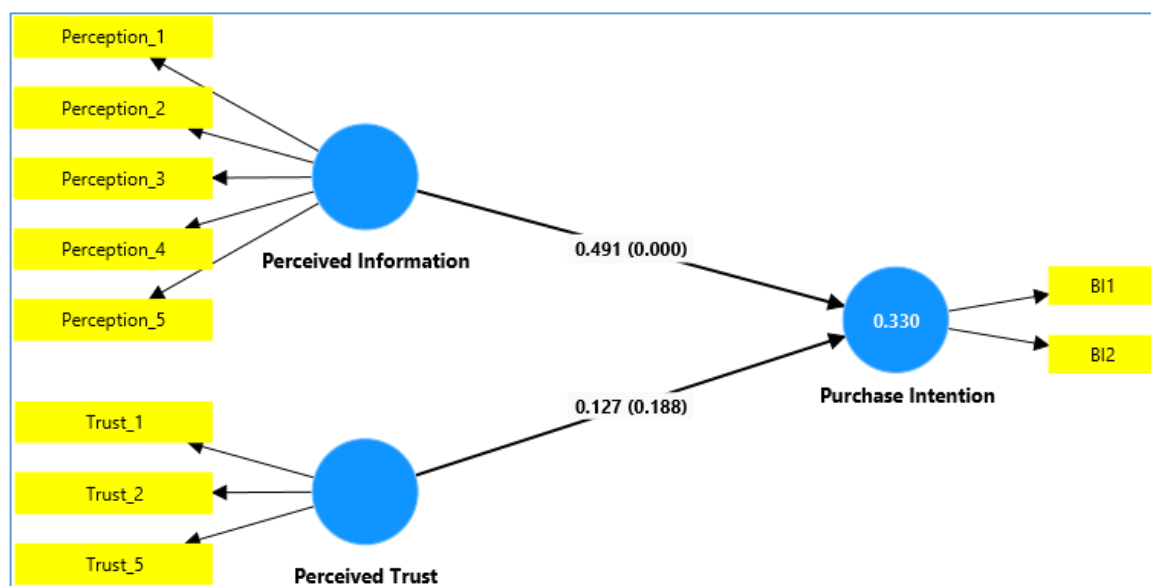 Perception_1
Perception_2
Perception_3
Perception_4
Perception_5
Perceived Information
0.491 (0.000)
0.330
BI1
BI2
Purchase Intention
0.127 (0.188)
Trust_1
Trust_2
Trust_5
Perceived Trust